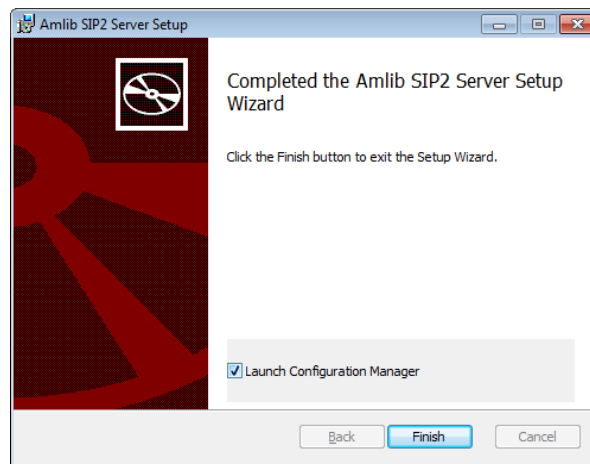 Amlib SIP2 Server Setup
Completed the Amlib SIP2 Server Setup
Wizard
Click the Finish button to exit the Setup Wizard.
Launch Configuration Manager
Back Finish Cancel